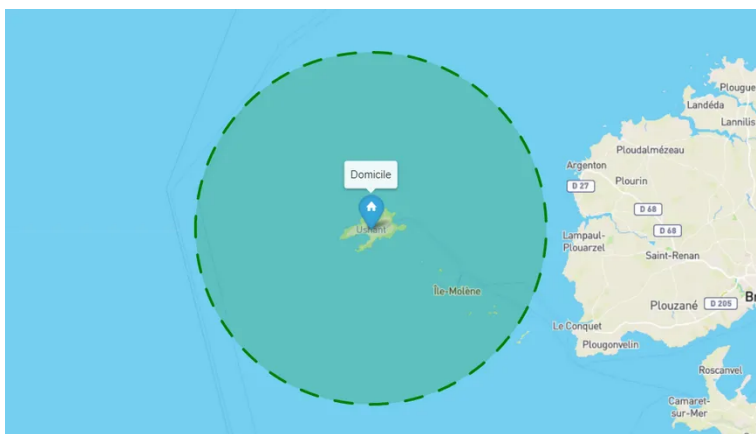 Plougue
Landéda
Lannilis
Ploudalmézeau
Argenton
Plourin
D 27
D 68
Domicile
Ushant
Lampaul-
Plouarzel
D 68
Saint-Renan
Île-Molène
Br
Plouzané
D 205
Le Conquet
Plougonvelin
Roscanvel
Camaret-
sur-Mer